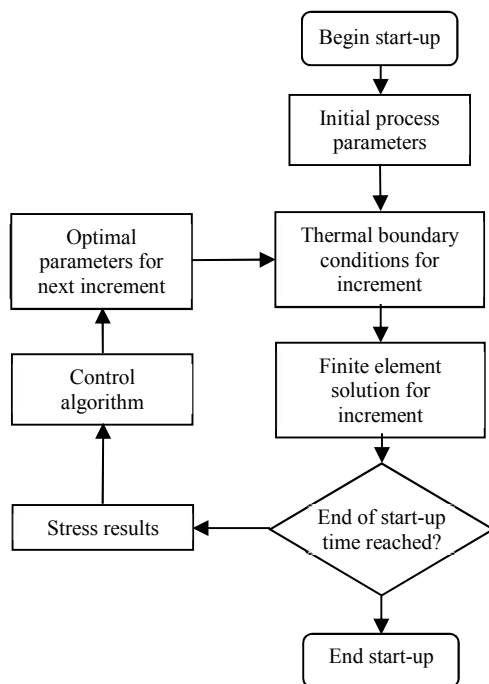 Begin start-up
Initial process
parameters
Optimal
parameters for
next increment
Thermal boundary
conditions for
increment
Control
algorithm
Finite element
solution for
increment
Stress results
End of start-up
time reached?
End start-up